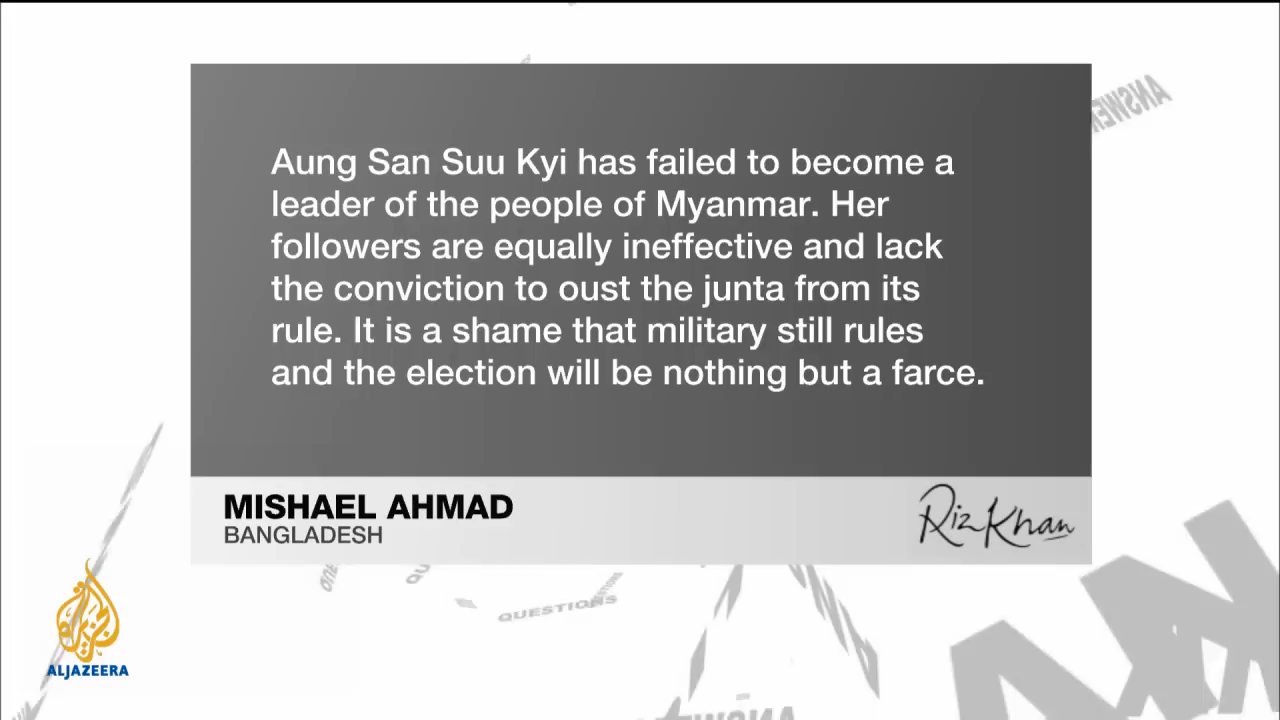 ANSWER
Aung San Suu Kyi has failed to become a
leader of the people of Myanmar. Her
followers are equally ineffective and lack
the conviction to oust the junta from its
rule. It is a shame that military still rules
and the election will be nothing but a farce.
MISHAEL AHMAD
BANGLADESH
Riz Khan
QUESTIONS
ALJAZEERA